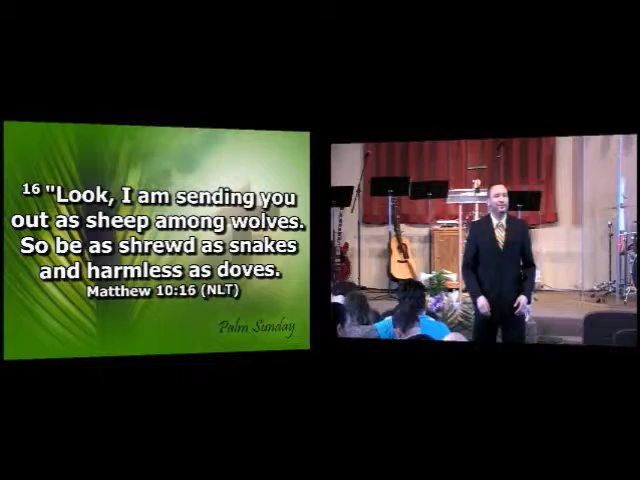 16 "Look, I am sending you
out as sheep among wolves.
So be as shrewd as snakes
and harmless as doves.
Matthew 10:16 (NLT)
Palm Sunday